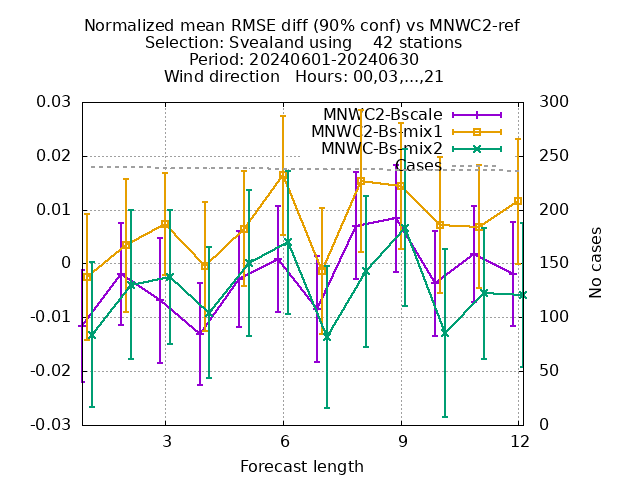 Normalized mean RMSE diff (90% conf) vs MNWC2-ref
Selection: Svealand using    42 stations
Period: 20240601-20240630
Wind direction   Hours: 00,03,...,21
MNWC2-Bscale
MNWC2-Bs-mix1
MNWC-Bs-mix2
Cases
0.03
0.02
0.01
0
-0.01
-0.02
-0.03
300
250
200
150
100
50
0
No cases
3
6
9
12
Forecast length